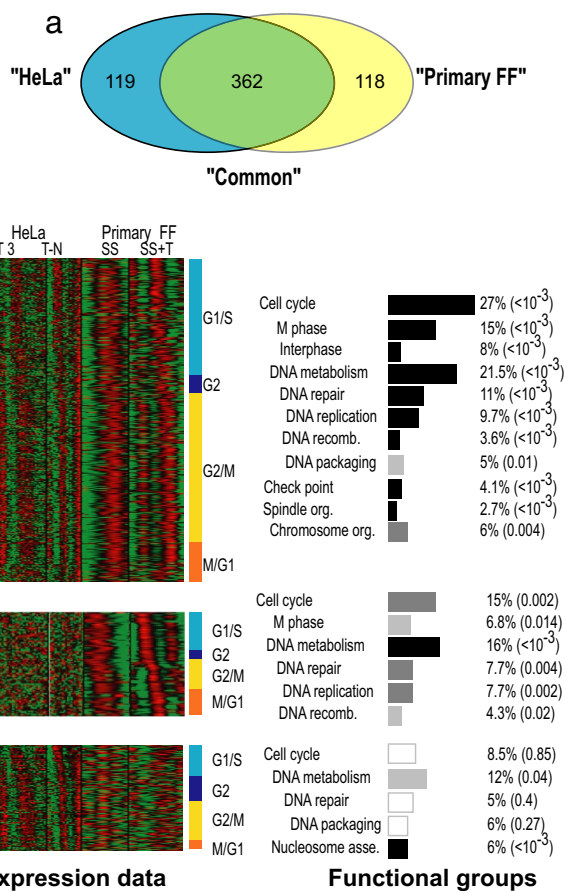 a
"HeLa" 119 362 118 "Primary FF"
"Common"
HeLa Primary FF
T 3 T-N SS SS+T
G1/S
G2
G2/M
M/G1
Cell cycle 27% (<10-3)
M phase 15% (<10-3)
Interphase 8% (<10-3)
DNA metabolism 21.5% (<10-3)
DNA repair 11% (<10-3)
DNA replication 9.7% (<10-3)
DNA recomb. 3.6% (<10-3)
DNA packaging 5% (0.01)
Check point 4.1% (<10-3)
Spindle org. 2.7% (<10-3)
Chromosome org. 6% (0.004)
G1/S
G2
G2/M
M/G1
Cell cycle 15% (0.002)
M phase 6.8% (0.014)
DNA metabolism 16% (<10-3)
DNA repair 7.7% (0.004)
DNA replication 7.7% (0.002)
DNA recomb. 4.3% (0.02)
G1/S
G2
G2/M
M/G1
Cell cycle 8.5% (0.85)
DNA metabolism 12% (0.04)
DNA repair 5% (0.4)
DNA packaging 6% (0.27)
Nucleosome asse. 6% (<10-3)
xpression data Functional groups